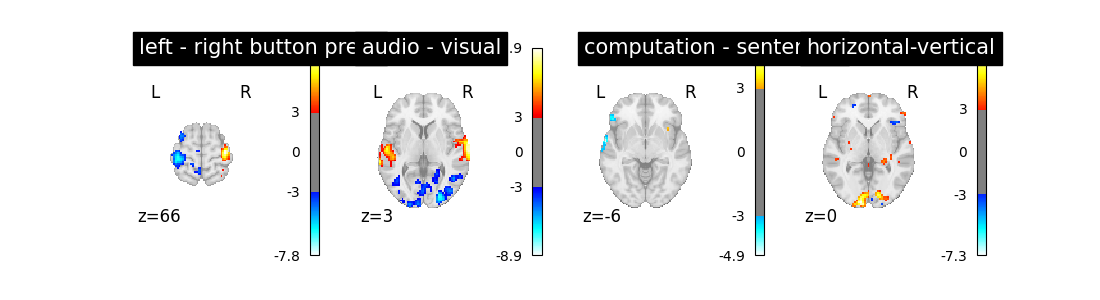 left - right button pre
audio - visual
computation - senter
horizontal-vertical
L R
3
0
-3
-7.8
z=66
L R
.9
3
0
-3
-8.9
z=3
L R
3
0
-3
-4.9
z=-6
L R
3
0
-3
-7.3
z=0